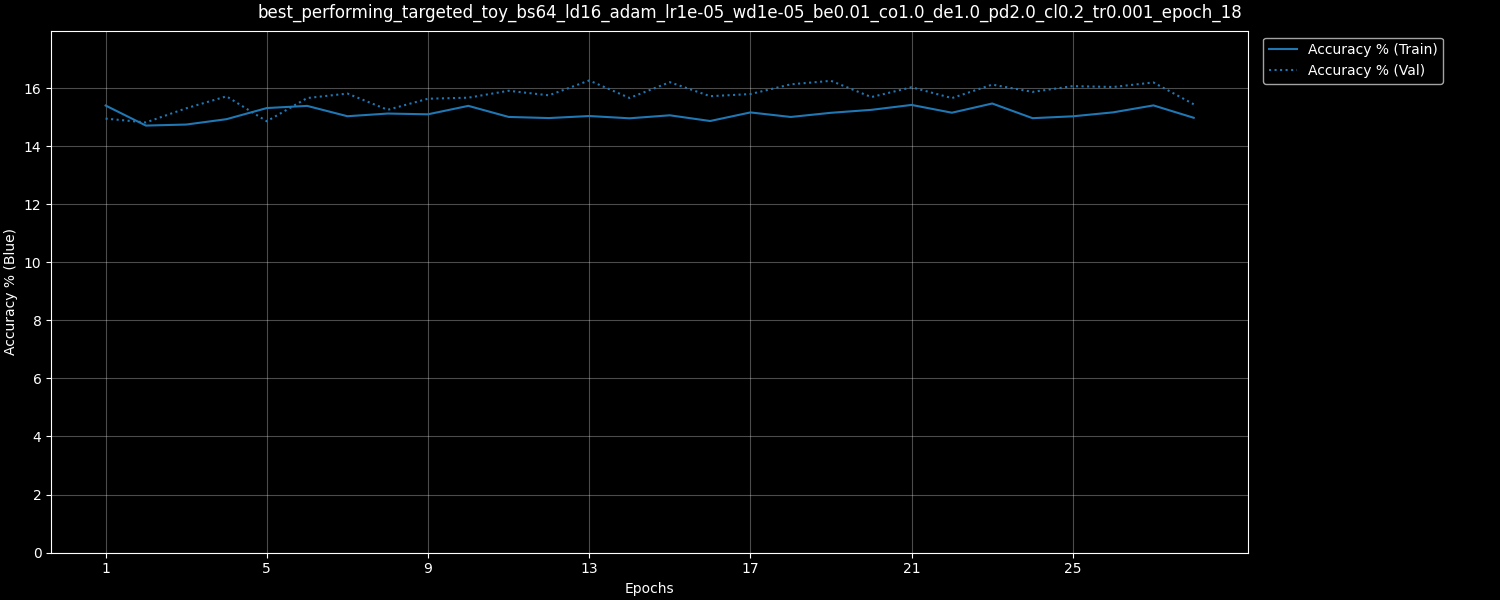 best_performing_targeted_toy_bs64_ld16_adam_lr1e-05_wd1e-05_be0.01_co1.0_de1.0_pd2.0_cl0.2_tr0.001_epoch_18
Accuracy % (Train)
Accuracy % (Val)
Accuracy % (Blue)
16
14
12
10
8
6
4
2
0
1 5 9 13 17 21 25
Epochs